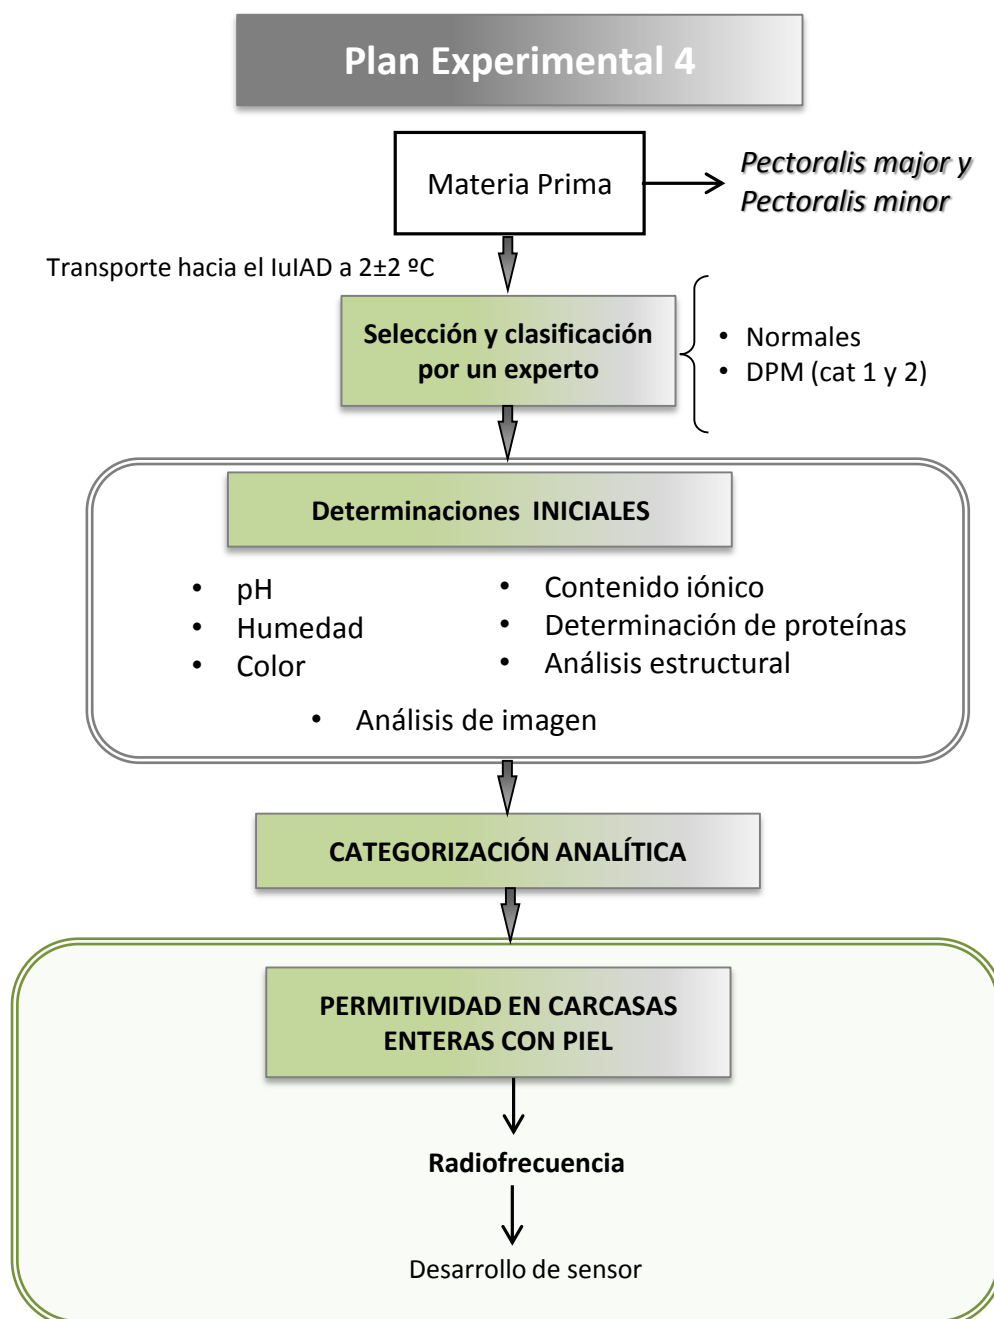 Plan Experimental 4
Materia Prima
Pectoralis major y
Pectoralis minor
Transporte hacia el IuIAD a 2±2 ºC
Selección y clasificación
por un experto
• Normales
• DPM (cat 1 y 2)
Determinaciones INICIALES
• pH
• Humedad
• Color
• Contenido iónico
• Determinación de proteínas
• Análisis estructural
• Análisis de imagen
CATEGORIZACIÓN ANALÍTICA
PERMITIVIDAD EN CARCASAS
ENTERAS CON PIEL
Radiofrecuencia
Desarrollo de sensor